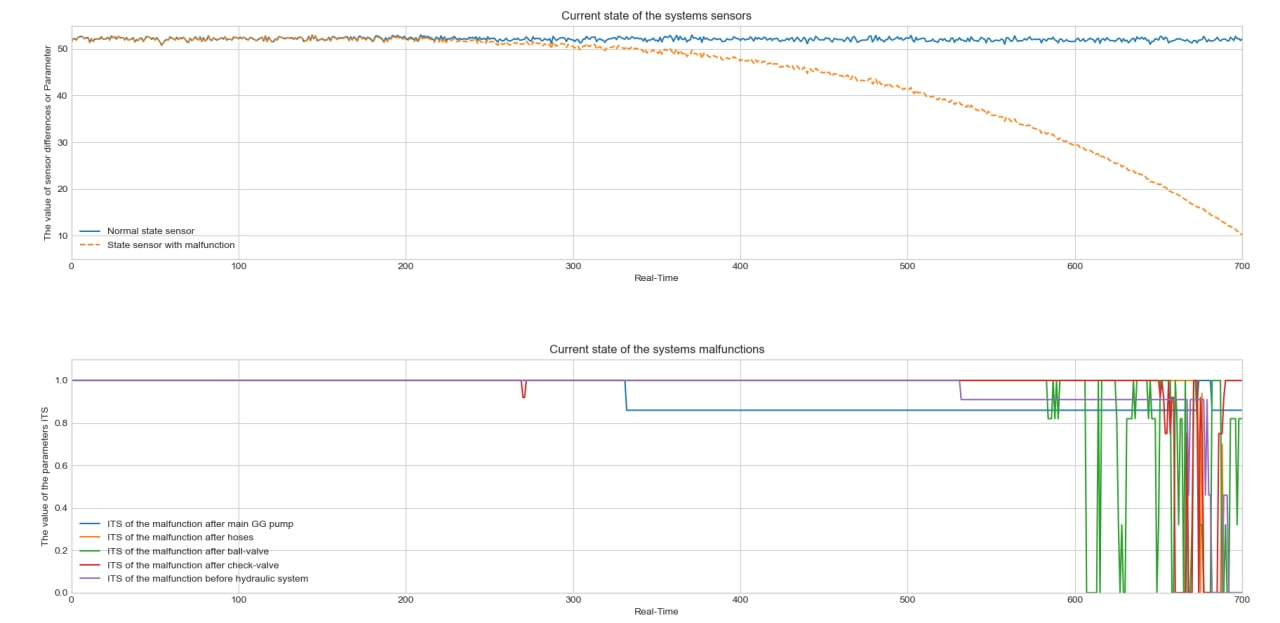 Current state of the systems sensors
The value of sensor differences or Parameter
50
40
30
20
10
Normal state sensor
State sensor with malfunction
0 100 200 300 400 500 600 700
Real-Time
Current state of the systems malfunctions
The value of the parameters ITS
1.0
0.8
0.6
0.4
0.2
0.0
ITS of the malfunction after main GG pump
ITS of the malfunction after hoses
ITS of the malfunction after ball-valve
ITS of the malfunction after check-valve
ITS of the malfunction before hydraulic system
0 100 200 300 400 500 600 700
Real-Time